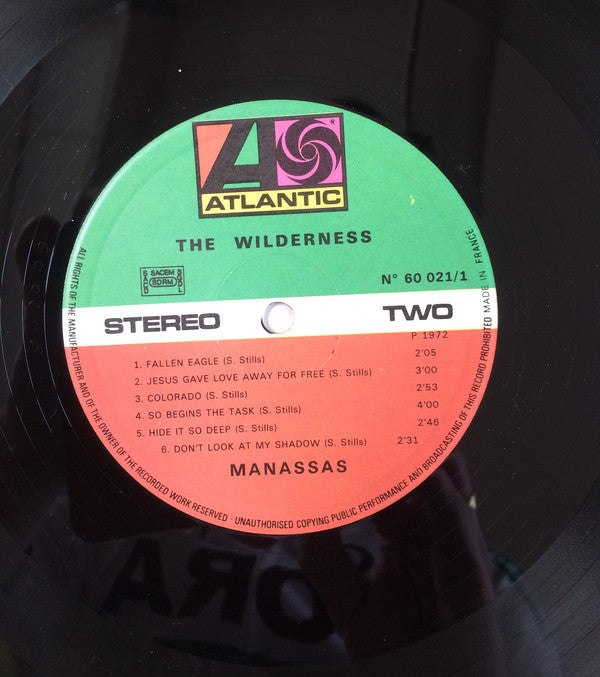 ATLANTIC
THE WILDERNESS
SACEM
SDRM
N° 60 021/1
STEREO TWO
P 1972
1. FALLEN EAGLE (S. Stills) 2'05
2. JESUS GAVE LOVE AWAY FOR FREE (S. Stills) 3'00
3. COLORADO (S. Stills) 2'53
4. SO BEGINS THE TASK (S. Stills) 4'00
5. HIDE IT SO DEEP (S. Stills) 2'46
6. DON'T LOOK AT MY SHADOW (S. Stills) 2'31
MANASSAS
ALL RIGHTS OF THE MANUFACTURER AND OF THE OWNER OF THE RECORDED WORK RESERVED - UNAUTHORISED COPYING PUBLIC PERFORMANCE AND BROADCASTING OF THIS RECORD PROHIBITED MADE IN FRANCE